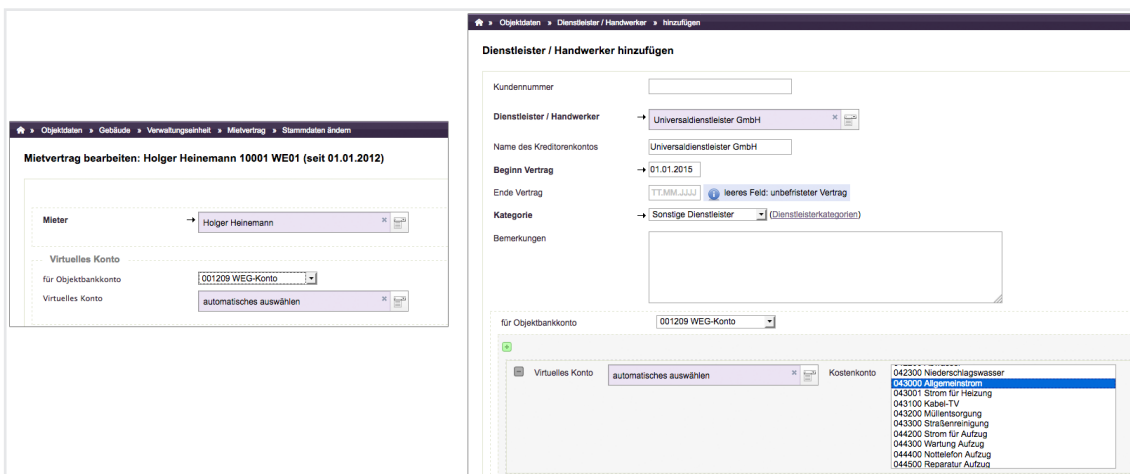 » Objektdaten » Gebäude » Verwaltungseinheit » Mietvertrag » Stammdaten ändern
Mietvertrag bearbeiten: Holger Heinemann 10001 WE01 (seit 01.01.2012)
Mieter → Holger Heinemann ×
Virtuelles Konto
für Objektbankkonto 001209 WEG-Konto
Virtuelles Konto automatisches auswählen ×
» Objektdaten » Dienstleister / Handwerker » hinzufügen
Dienstleister / Handwerker hinzufügen
Kundennummer
Dienstleister / Handwerker → Universaldienstleister GmbH ×
Name des Kreditorenkontos Universaldienstleister GmbH
Beginn Vertrag → 01.01.2015
Ende Vertrag TT.MM.JJJJ i leeres Feld: unbefristeter Vertrag
Kategorie → Sonstige Dienstleister (Dienstleisterkategorien)
Bemerkungen
für Objektbankkonto 001209 WEG-Konto
Virtuelles Konto automatisches auswählen × Kostenkonto
042300 Niederschlagswasser
043000 Allgemeinstrom
043001 Strom für Heizung
043100 Kabel-TV
043200 Müllentsorgung
043300 Straßenreinigung
044200 Strom für Aufzug
044300 Wartung Aufzug
044400 Nottelefon Aufzug
044500 Reparatur Aufzug